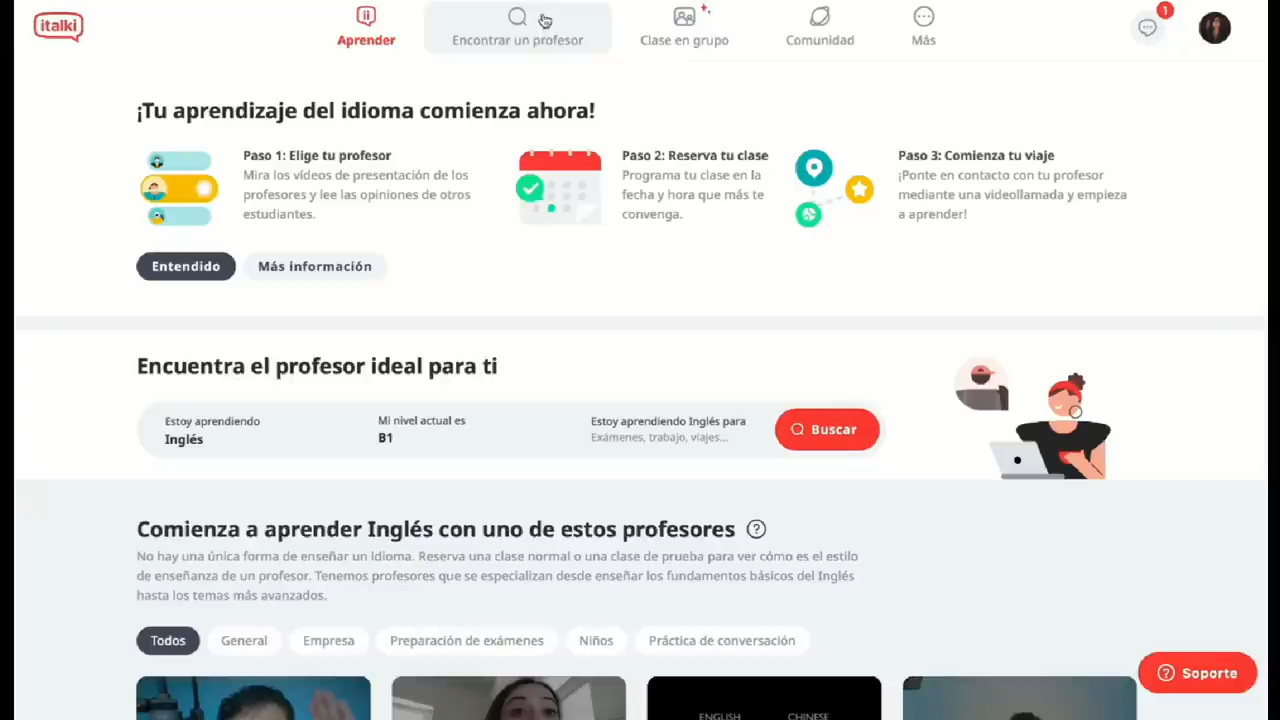 italki
Aprender
Encontrar un profesor
Clase en grupo
Comunidad
Más
1
¡Tu aprendizaje del idioma comienza ahora!
Paso 1: Elige tu profesor
Mira los vídeos de presentación de los
profesores y lee las opiniones de otros
estudiantes.
Paso 2: Reserva tu clase
Programa tu clase en la
fecha y hora que más te
convenga.
Paso 3: Comienza tu viaje
¡Ponte en contacto con tu profesor
mediante una videollamada y empieza
a aprender!
Entendido
Más información
Encuentra el profesor ideal para ti
Estoy aprendiendo
Inglés
Mi nivel actual es
B1
Estoy aprendiendo Inglés para
Exámenes, trabajo, viajes...
Buscar
Comienza a aprender Inglés con uno de estos profesores
No hay una única forma de enseñar un idioma. Reserva una clase normal o una clase de prueba para ver cómo es el estilo
de enseñanza de un profesor. Tenemos profesores que se especializan desde enseñar los fundamentos básicos del Inglés
hasta los temas más avanzados.
Todos
General
Empresa
Preparación de exámenes
Niños
Práctica de conversación
Soporte
ENGLISH
CHINESE